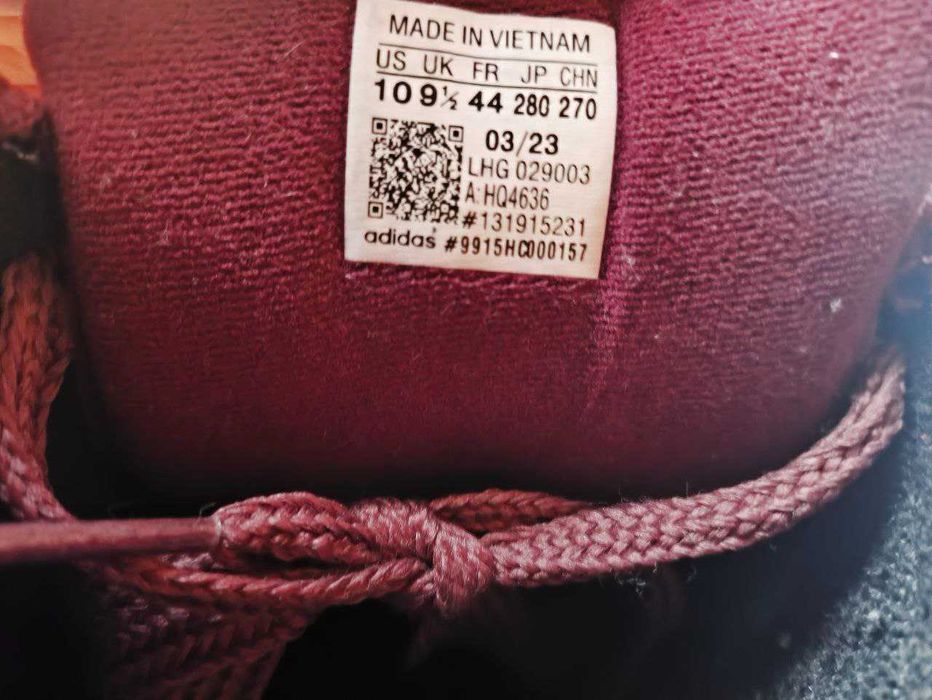 MADE IN VIETNAM
US UK FR JP CHN
10 9½ 44 280 270
03/23
LHG 029003
A: HQ4636
#131915231
adidas® #9915HC000157